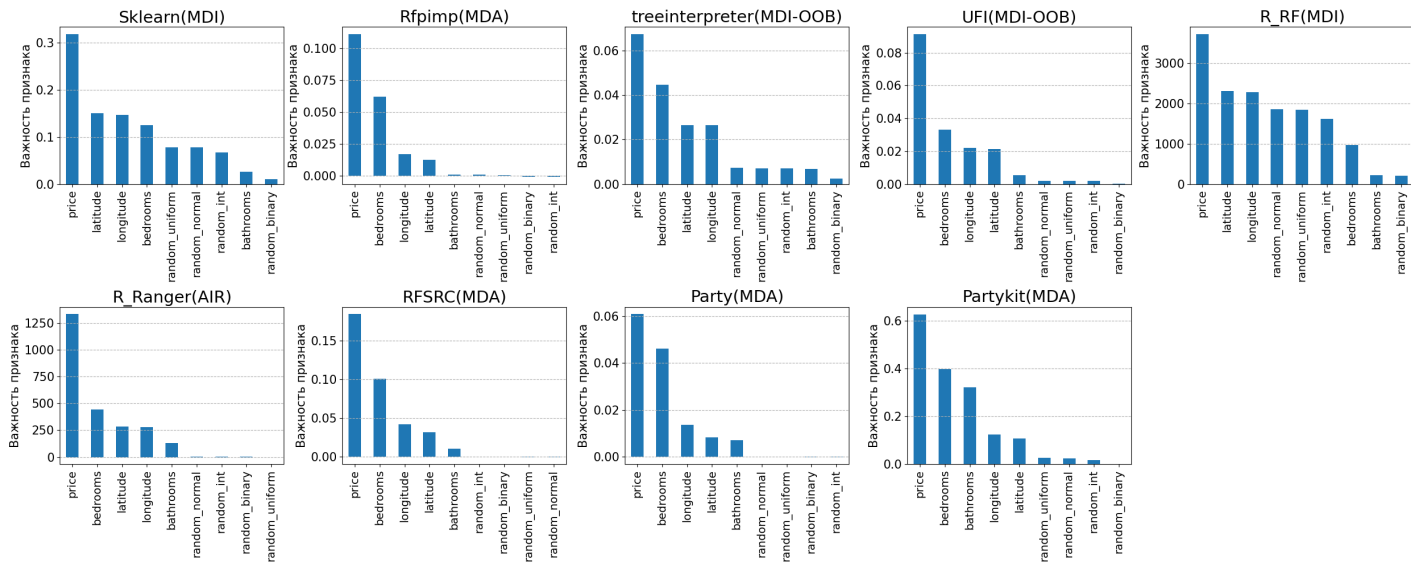 Sklearn(MDI)
Важность признака
0.3
0.2
0.1
0.0
price
latitude
longitude
bedrooms
random_uniform
random_normal
random_int
bathrooms
random_binary
Rfpimp(MDA)
Важность признака
0.100
0.075
0.050
0.025
0.000
price
bedrooms
longitude
latitude
bathrooms
random_normal
random_uniform
random_binary
random_int
treeinterpreter(MDI-OOB)
Важность признака
0.06
0.04
0.02
0.00
price
bedrooms
latitude
longitude
random_normal
random_uniform
random_int
bathrooms
random_binary
UFI(MDI-OOB)
Важность признака
0.08
0.06
0.04
0.02
0.00
price
bedrooms
longitude
latitude
bathrooms
random_normal
random_uniform
random_int
random_binary
R_RF(MDI)
Важность признака
3000
2000
1000
0
price
latitude
longitude
random_normal
random_uniform
random_int
bedrooms
bathrooms
random_binary
R_Ranger(AIR)
Важность признака
1250
1000
750
500
250
0
price
bedrooms
latitude
longitude
bathrooms
random_normal
random_int
random_binary
random_uniform
RFSRC(MDA)
Важность признака
0.15
0.10
0.05
0.00
price
bedrooms
longitude
latitude
bathrooms
random_int
random_binary
random_uniform
random_normal
Party(MDA)
Важность признака
0.06
0.04
0.02
0.00
price
bedrooms
longitude
latitude
bathrooms
random_normal
random_uniform
random_binary
random_int
Partykit(MDA)
Важность признака
0.6
0.4
0.2
0.0
price
bedrooms
bathrooms
longitude
latitude
random_uniform
random_normal
random_int
random_binary